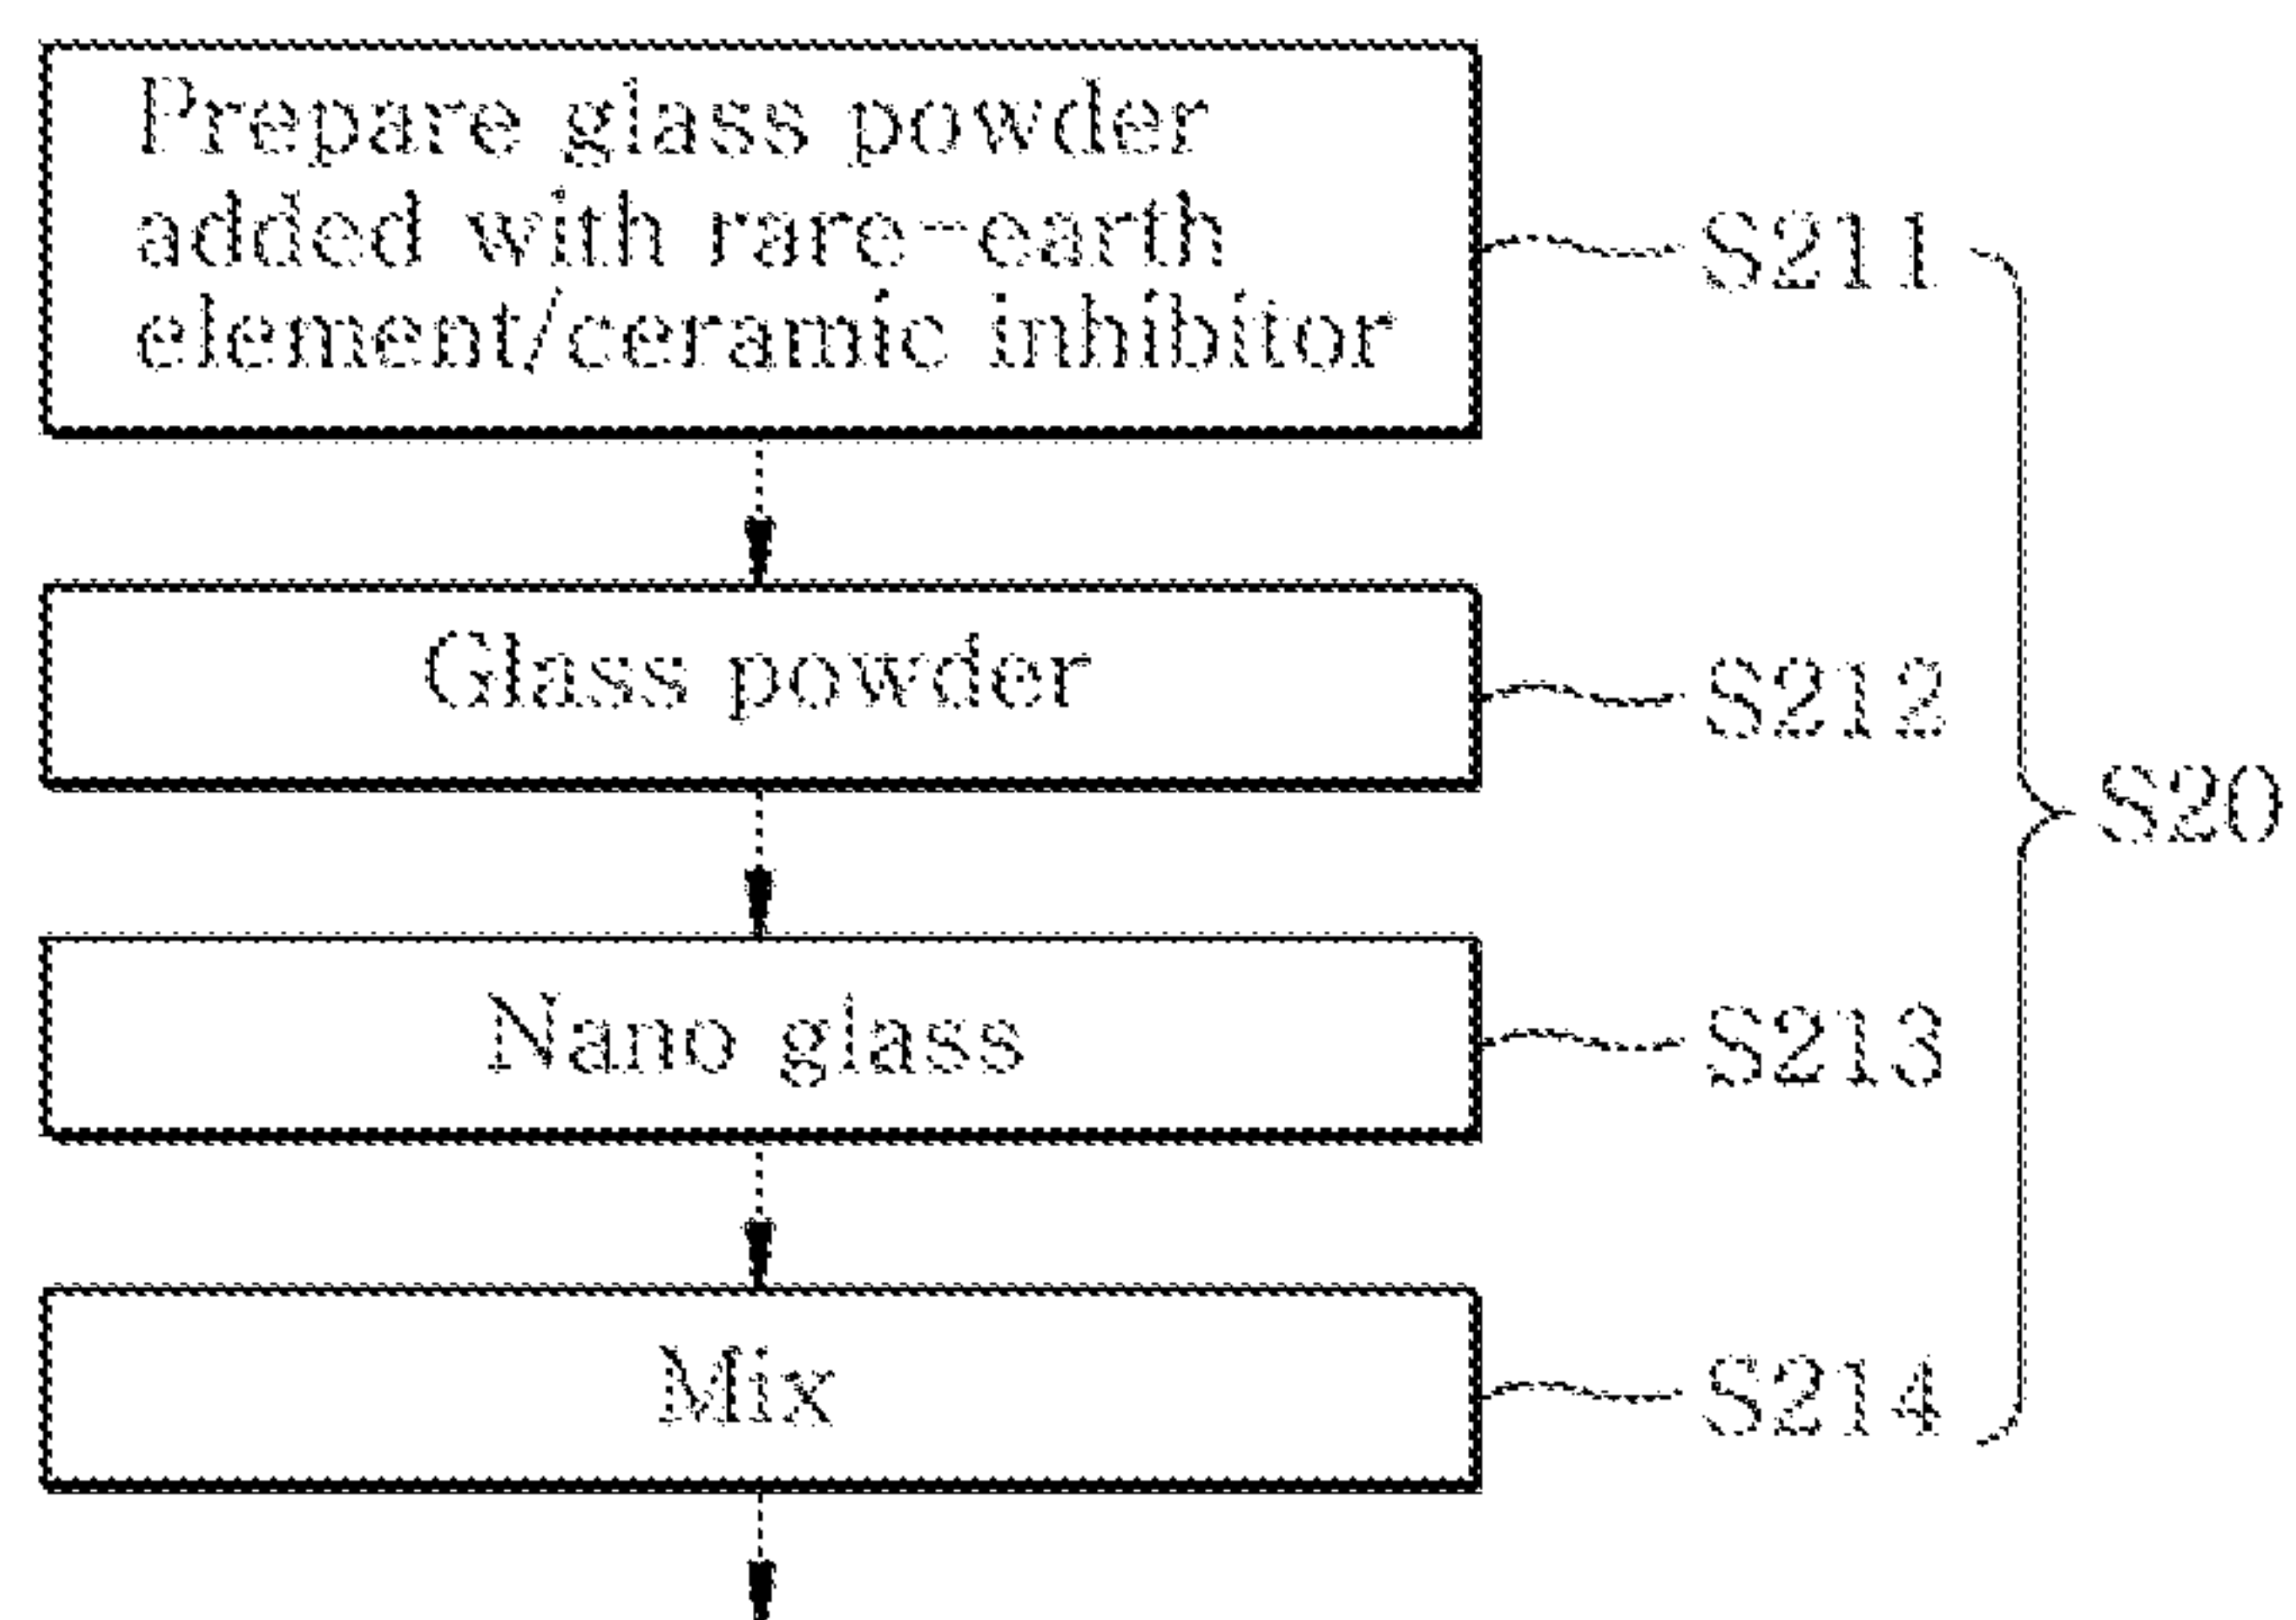 Prepare glass powder
added with rare-earth
element/ceramic inhibitor
S211
Glass powder
S212
S20
Nano glass
S213
Mix
S214